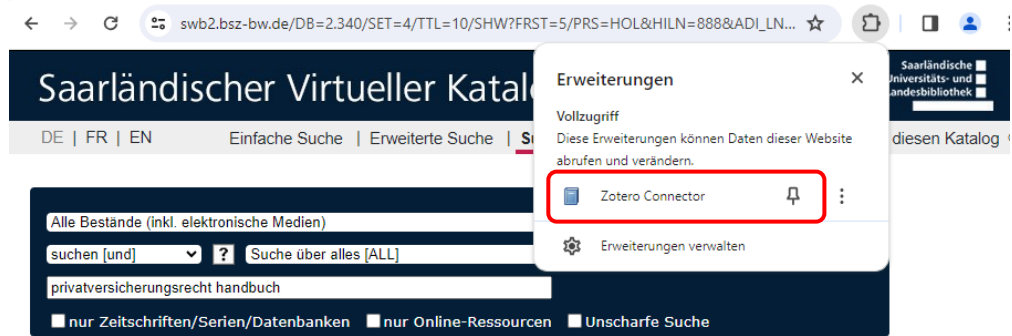 swb2.bsz-bw.de/DB=2.340/SET=4/TTL=10/SHW?FRST=5/PRS=HOL&HILN=888&ADI_LN...
Saarländischer Virtueller Katal
Saarländische
Universitäts- und
Landesbibliothek
DE | FR | EN
Einfache Suche | Erweiterte Suche | S
diesen Katalog
Erweiterungen
Vollzugriff
Diese Erweiterungen können Daten dieser Website
abrufen und verändern.
Zotero Connector
Erweiterungen verwalten
Alle Bestände (inkl. elektronische Medien)
suchen [und] ? Suche über alles [ALL]
privatversicherungsrecht handbuch
nur Zeitschriften/Serien/Datenbanken nur Online-Ressourcen Unscharfe Suche